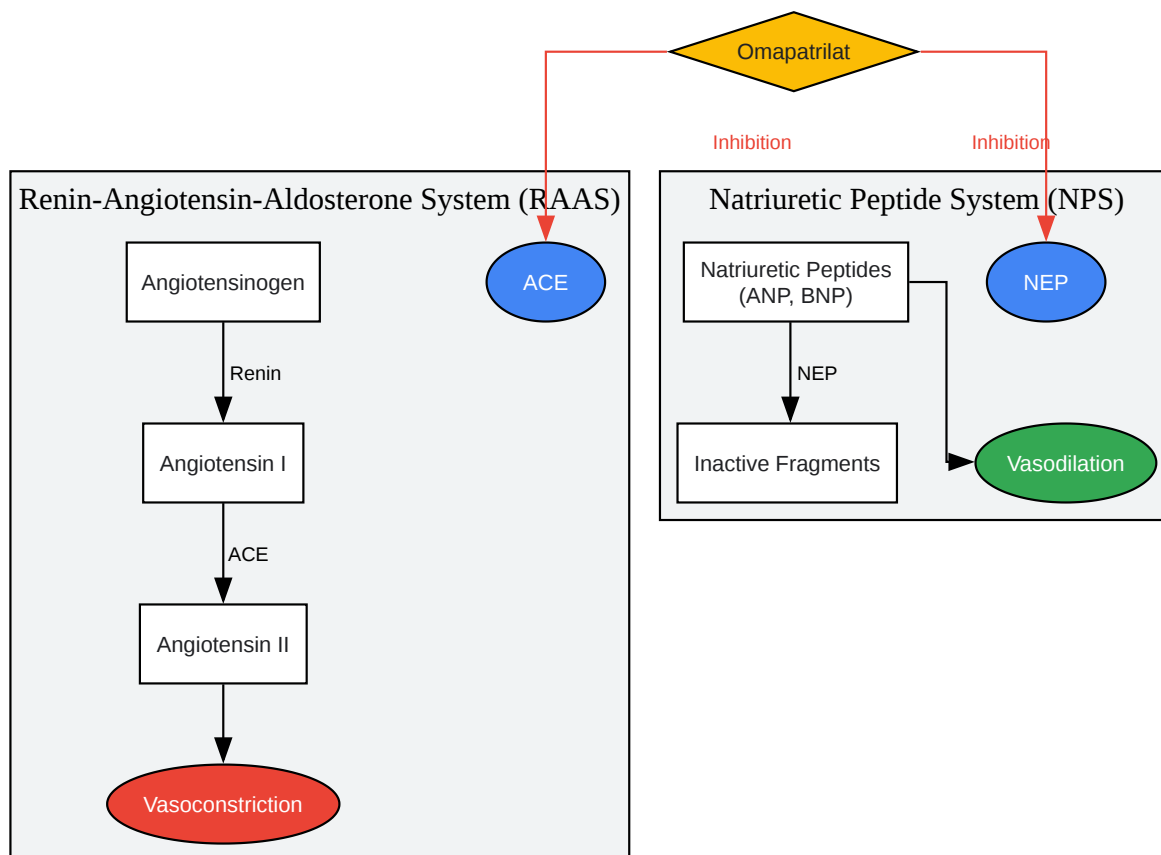 Omapatrilat
Inhibition
Inhibition
Renin-Angiotensin-Aldosterone System (RAAS)
Angiotensinogen
ACE
Renin
Angiotensin I
ACE
Angiotensin II
Vasoconstriction
Natriuretic Peptide System (NPS)
Natriuretic Peptides
(ANP, BNP)
NEP
NEP
Inactive Fragments
Vasodilation